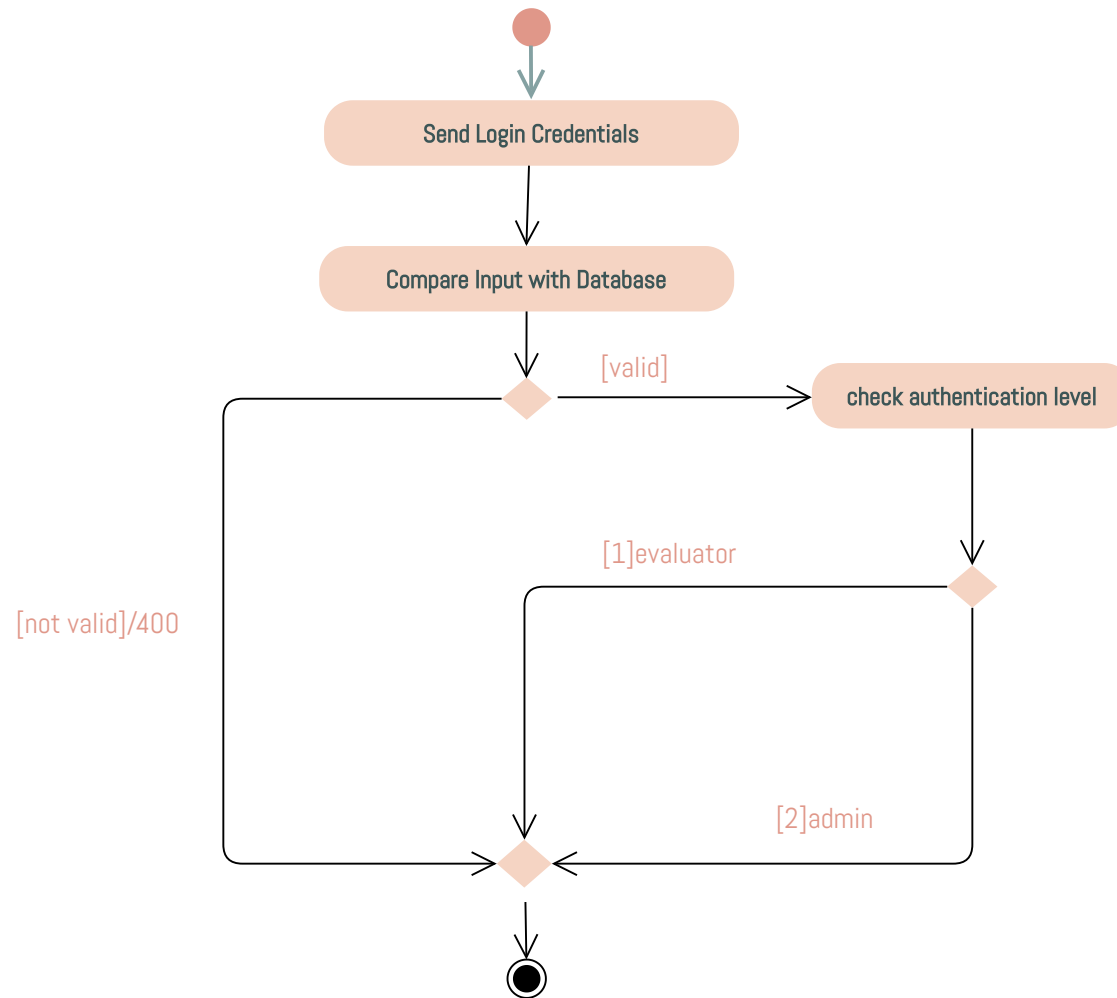 Send Login Credentials
Compare Input with Database
[valid]
check authentication level
[1]evaluator
[not valid]/400
[2]admin